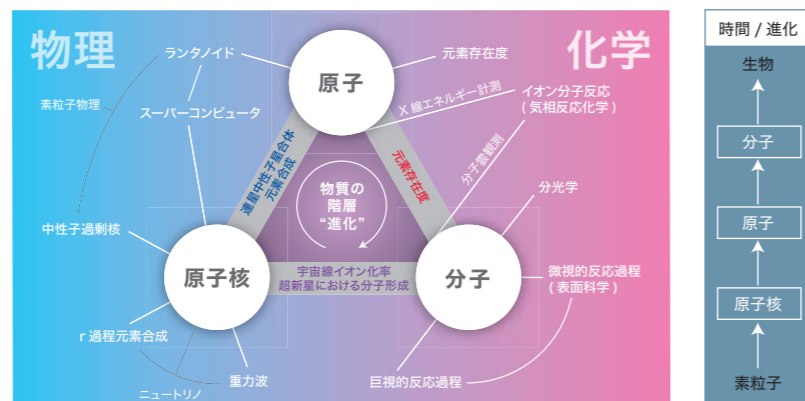 物理
化学
ランタノイド
原子
元素存在度
素粒子物理
スーパーコンピュータ
X線エネルギー計測
イオン分子反応
(気相反応化学)
連星中性子星合体
元素合成
元素存在度
分子雲観測
物質の
階層
“進化”
分光学
中性子過剰核
原子核
宇宙線イオン化率
超新星における分子形成
分子
微視的反応過程
(表面科学)
r 過程元素合成
ニュートリノ
重力波
巨視的反応過程
時間 / 進化
生物
分子
原子
原子核
素粒子